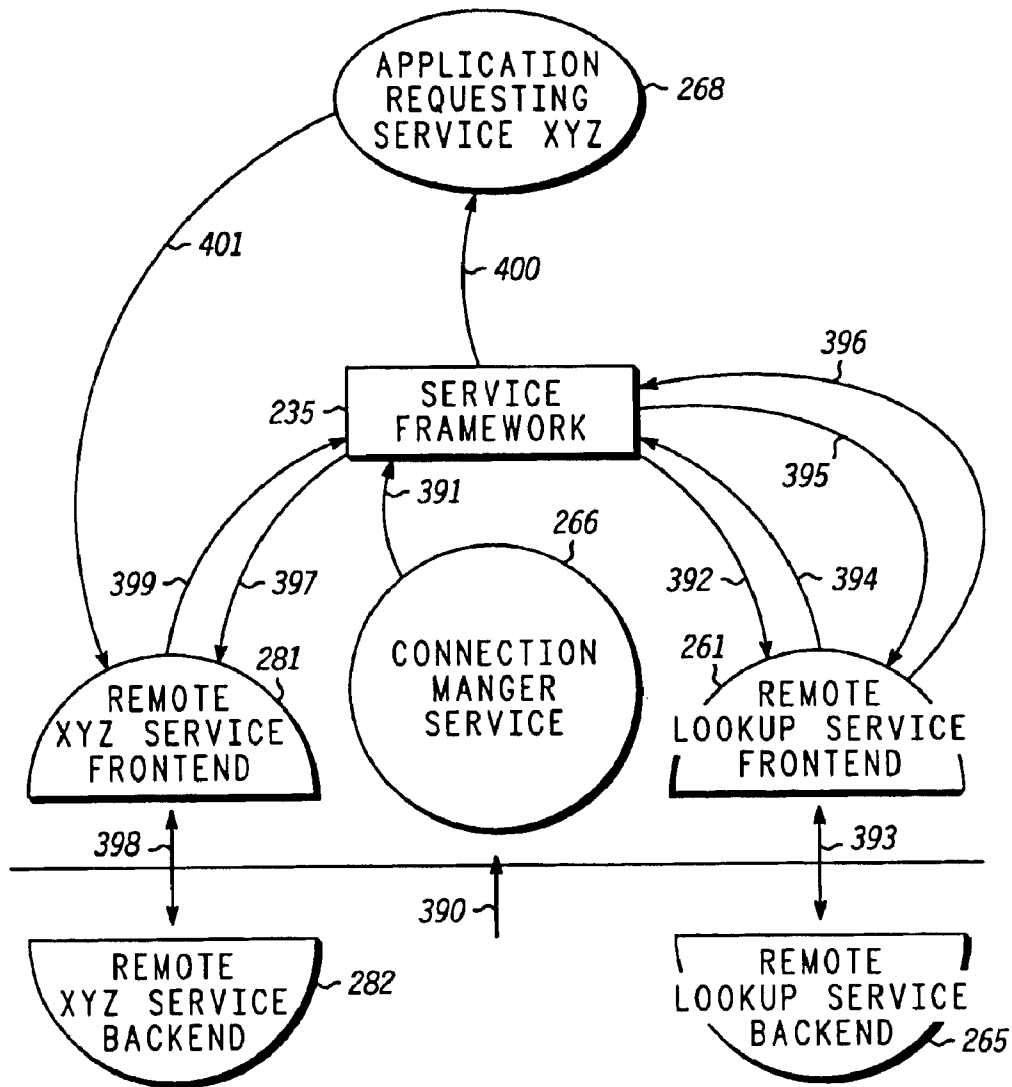 APPLICATION
REQUESTING
SERVICE XYZ
268
401
400
396
SERVICE
FRAMEWORK
235
395
391
266
399
397
392
394
CONNECTION
MANGER
SERVICE
281
261
REMOTE
XYZ SERVICE
FRONTEND
REMOTE
LOOKUP SERVICE
FRONTEND
398
393
390
REMOTE
XYZ SERVICE
BACKEND
282
REMOTE
LOOKUP SERVICE
BACKEND
265